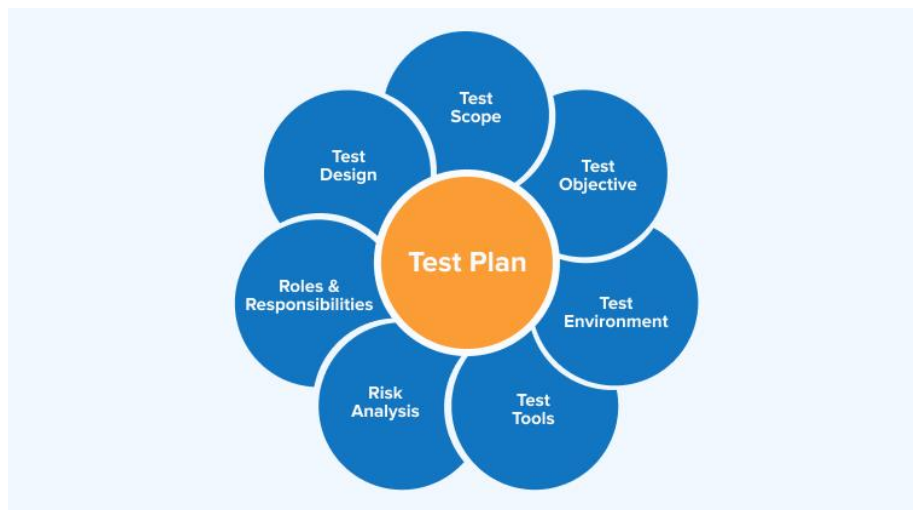 Test
Scope
Test
Objective
Test
Environment
Test
Tools
Risk
Analysis
Roles &
Responsibilities
Test
Design
Test Plan